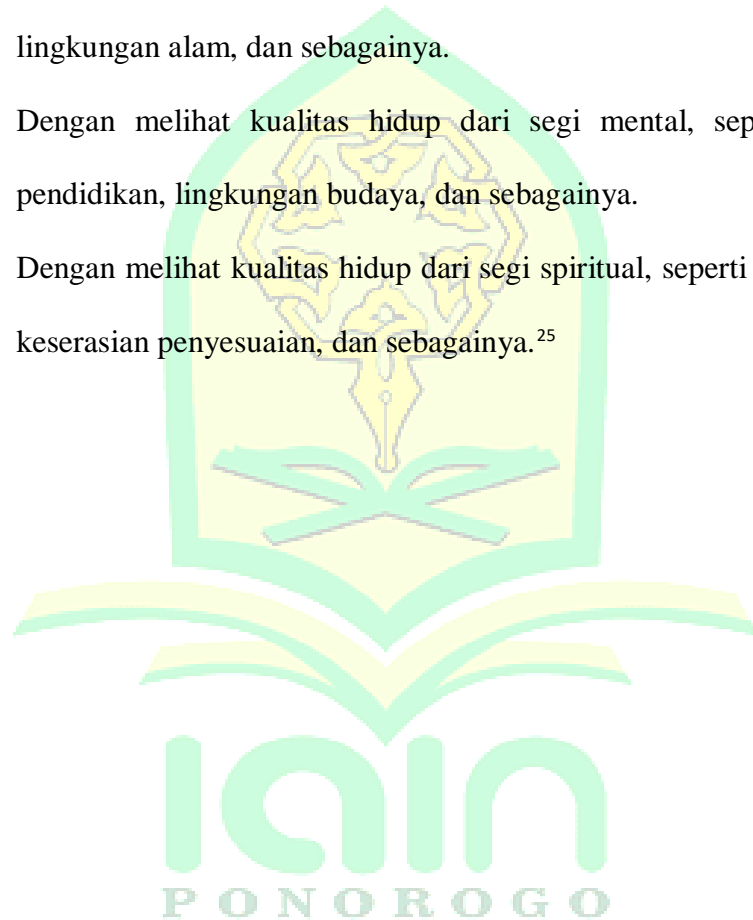 lingkungan alam, dan sebagainya.
Dengan melihat kualitas hidup dari segi mental, sep
pendidikan, lingkungan budaya, dan sebagainya.
Dengan melihat kualitas hidup dari segi spiritual, seperti
keserasian penyesuaian, dan sebagainya.25
iain
PONOROGO